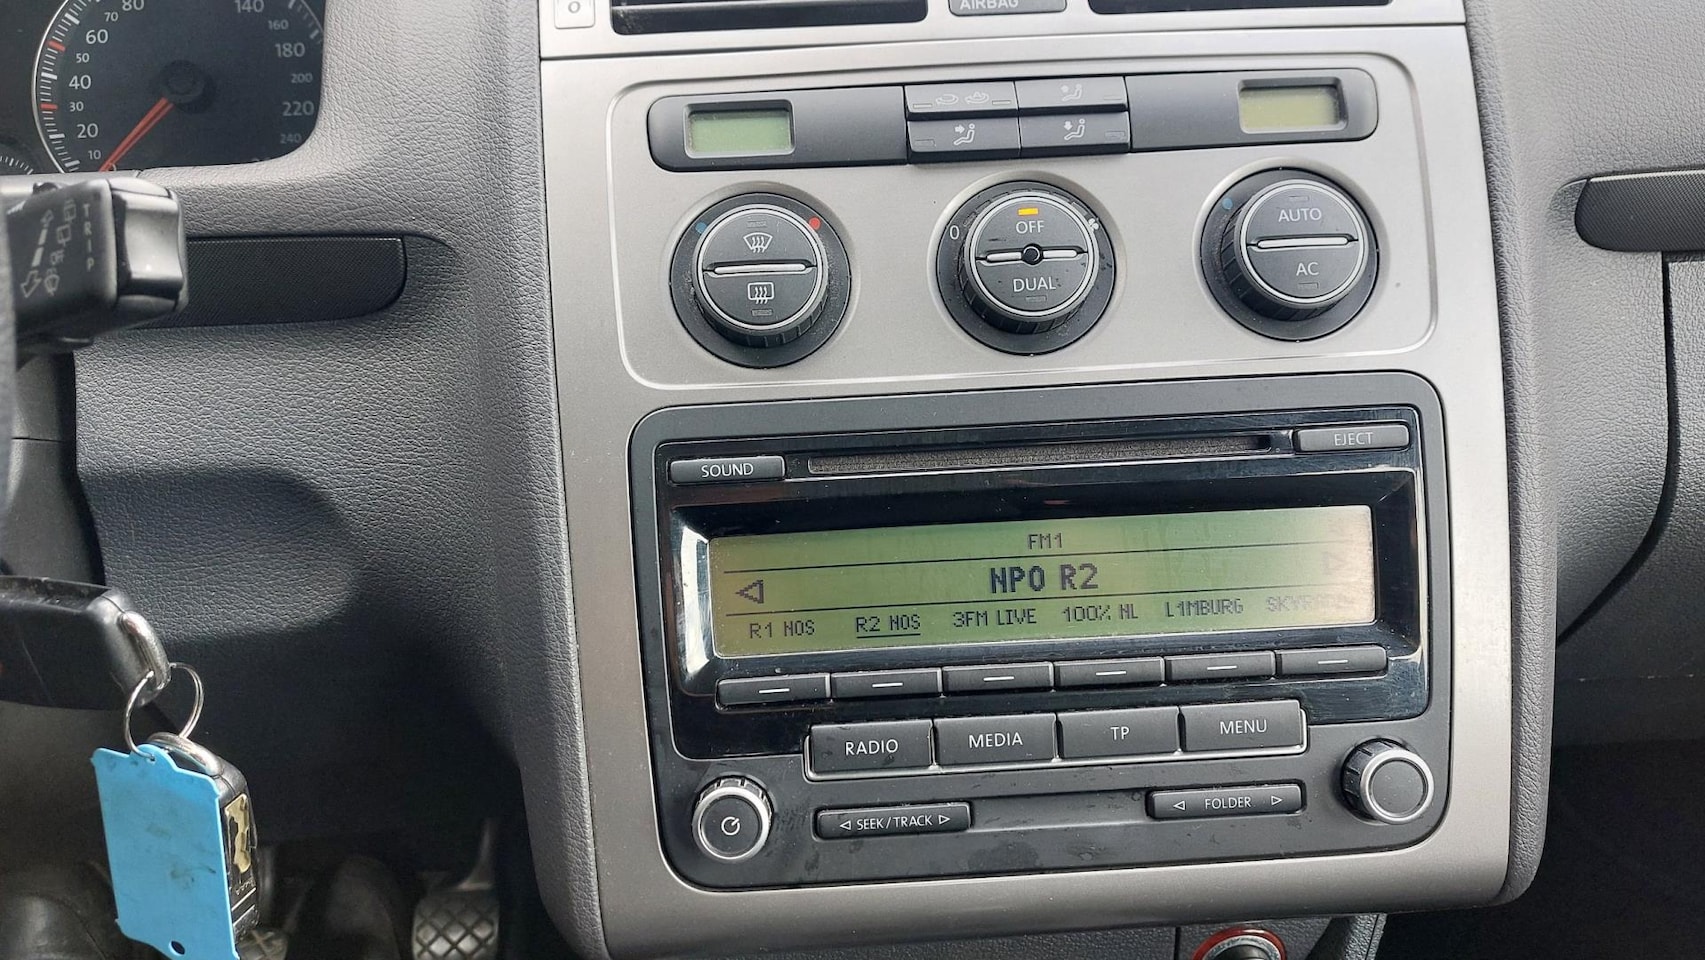 80
60
50
40
30
20
10
140
160
180
200
220
240
AIRBAG
TRIP
0
OFF
DUAL
AUTO
AC
SOUND
EJECT
FM1
NPO R2
R1 NOS R2 NOS 3FM LIVE 100% NL L1MBURG
RADIO MEDIA TP MENU
SEEK/TRACK FOLDER